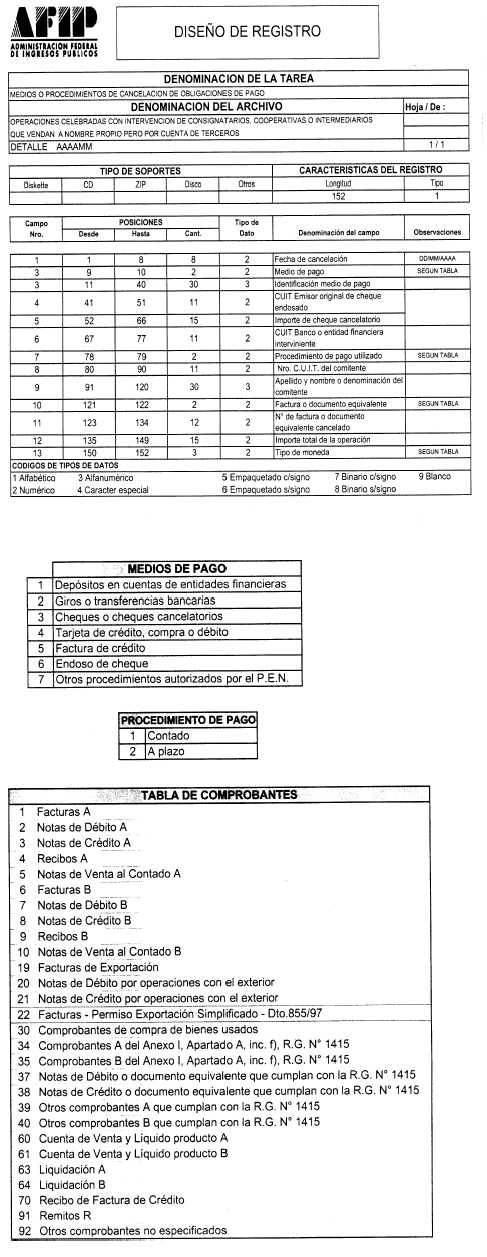 AFIP
ADMINISTRACIÓN FEDERAL
DE INGRESOS PUBLICOS
DISEÑO DE REGISTRO
DENOMINACION DE LA TAREA
MEDIOS O PROCEDIMIENTOS DE CANCELACION DE OBLIGACIONES DE PAGO
DENOMINACION DEL ARCHIVO Hoja / De :
OPERACIONES CELEBRADAS CON INTERVENCION DE CONSIGNATARIOS, COOPERATIVAS O INTERMEDIARIOS
QUE VENDAN A NOMBRE PROPIO PERO POR CUENTA DE TERCEROS
DETALLE AAAAMM 1 / 1
TIPO DE SOPORTES CARACTERISTICAS DEL REGISTRO
Diskette CD ZIP Disco Otros Longitud Tipo
152 1
Campo Nro. POSICIONES Desde Hasta Cant. Tipo de Dato Denominación del campo Observaciones
1 1 8 8 2 Fecha de cancelación DD/MM/AAAA
3 9 10 2 2 Medio de pago SEGUN TABLA
3 11 40 30 3 Identificación medio de pago
4 41 51 11 2 CUIT Emisor original de cheque endosado
5 52 66 15 2 Importe de cheque cancelatorio
6 67 77 11 2 CUIT Banco o entidad financiera interviniente
7 78 79 2 2 Procedimiento de pago utilizado SEGUN TABLA
8 80 90 11 2 Nro. C.U.I.T. del comitente
9 91 120 30 3 Apellido y nombre o denominación del comitente
10 121 122 2 2 Factura o documento equivalente SEGUN TABLA
11 123 134 12 2 N° de factura o documento equivalente cancelado
12 135 149 15 2 Importe total de la operación
13 150 152 3 2 Tipo de moneda SEGUN TABLA
CODIGOS DE TIPOS DE DATOS
1 Alfabético 3 Alfanumérico 5 Empaquetado c/signo 7 Binario c/signo 9 Blanco
2 Numérico 4 Caracter especial 6 Empaquetado s/signo 8 Binario s/signo
MEDIOS DE PAGO
1 Depósitos en cuentas de entidades financieras
2 Giros o transferencias bancarias
3 Cheques o cheques cancelatorios
4 Tarjeta de crédito, compra o débito
5 Factura de crédito
6 Endoso de cheque
7 Otros procedimientos autorizados por el P.E.N.
PROCEDIMIENTO DE PAGO
1 Contado
2 A plazo
TABLA DE COMPROBANTES
1 Facturas A
2 Notas de Débito A
3 Notas de Crédito A
4 Recibos A
5 Notas de Venta al Contado A
6 Facturas B
7 Notas de Débito B
8 Notas de Crédito B
9 Recibos B
10 Notas de Venta al Contado B
19 Facturas de Exportación
20 Notas de Débito por operaciones con el exterior
21 Notas de Crédito por operaciones con el exterior
22 Facturas - Permiso Exportación Simplificado - Dto.855/97
30 Comprobantes de compra de bienes usados
34 Comprobantes A del Anexo I, Apartado A, inc. f), R.G. N° 1415
35 Comprobantes B del Anexo I, Apartado A, inc. f), R.G. N° 1415
37 Notas de Débito o documento equivalente que cumplan con la R.G. N° 1415
38 Notas de Crédito o documento equivalente que cumplan con la R.G. N° 1415
39 Otros comprobantes A que cumplan con la R.G. N° 1415
40 Otros comprobantes B que cumplan con la R.G. N° 1415
60 Cuenta de Venta y Líquido producto A
61 Cuenta de Venta y Líquido producto B
63 Liquidación A
64 Liquidación B
70 Recibo de Factura de Crédito
91 Remitos R
92 Otros comprobantes no especificados